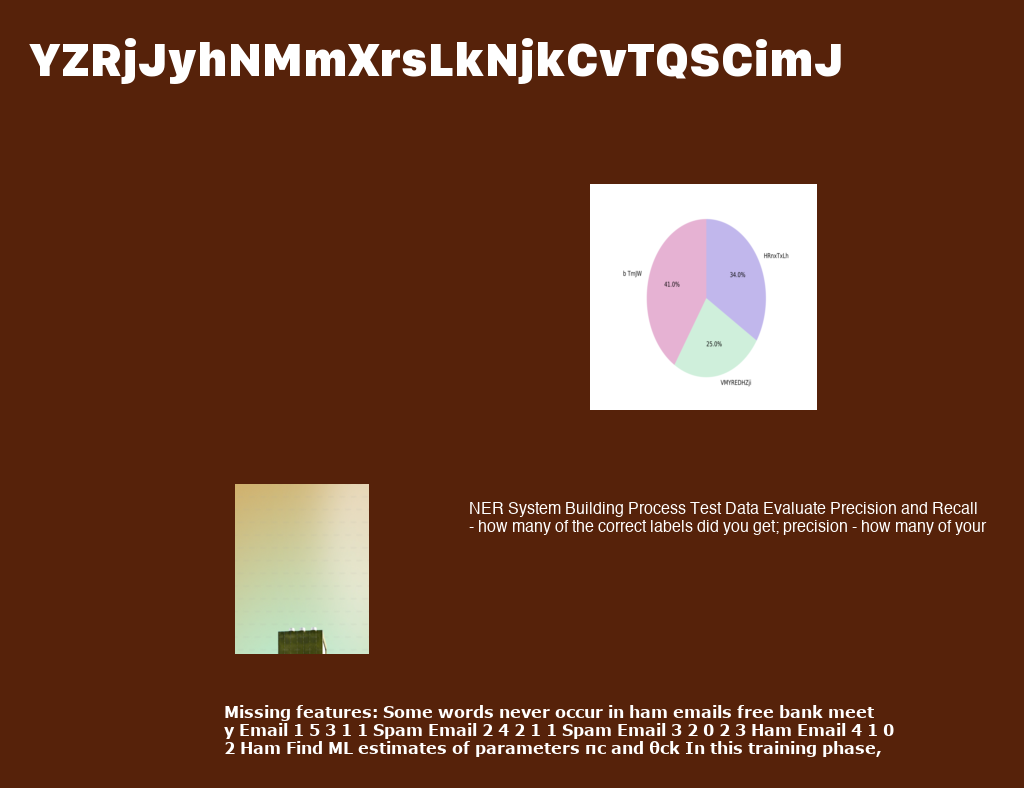 YZRjJyhNMmXrsLkNjkCvTQSCimJ
HRnxTxLh
b TmjW
34.0%
41.0%
25.0%
VMYREDHZji
NER System Building Process Test Data Evaluate Precision and Recall
- how many of the correct labels did you get; precision - how many of your
Missing features: Some words never occur in ham emails free bank meet
y Email 1 5 3 1 1 Spam Email 2 4 2 1 1 Spam Email 3 2 0 2 3 Ham Email 4 1 0
2 Ham Find ML estimates of parameters πc and θck In this training phase,